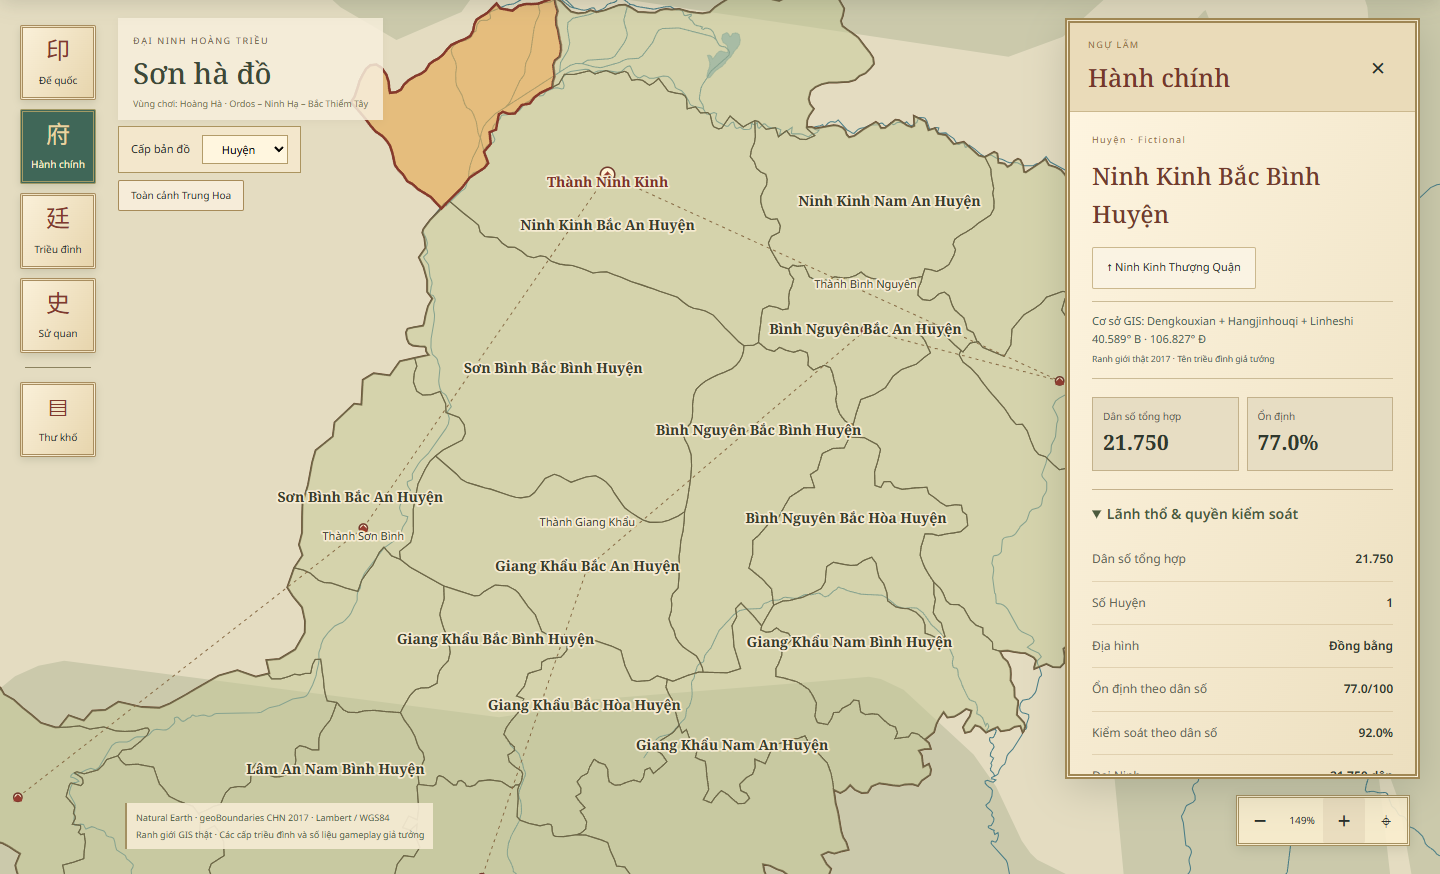 印
Đế quốc
府
Hành chính
廷
Triều đình
史
Sử quan
▤
Thư khố
ĐẠI NINH HOÀNG TRIỀU
Sơn hà đồ
Vùng chơi: Hoàng Hà · Ordos – Ninh Hạ – Bắc Thiểm Tây
Cấp bản đồ
Huyện
Toàn cảnh Trung Hoa
Thành Ninh Kinh
Ninh Kinh Bắc An Huyện
Ninh Kinh Nam An Huyện
Thành Bình Nguyên
Bình Nguyên Bắc An Huyện
Sơn Bình Bắc Bình Huyện
Bình Nguyên Bắc Bình Huyện
Sơn Bình Bắc An Huyện
Thành Sơn Bình
Thành Giang Khẩu
Bình Nguyên Bắc Hòa Huyện
Giang Khẩu Bắc An Huyện
Giang Khẩu Bắc Bình Huyện
Giang Khẩu Nam Bình Huyện
Giang Khẩu Bắc Hòa Huyện
Giang Khẩu Nam An Huyện
Lâm An Nam Bình Huyện
Natural Earth · geoBoundaries CHN 2017 · Lambert / WGS84
Ranh giới GIS thật · Các cấp triều đình và số liệu gameplay giả tưởng
NGỰ LÃM
Hành chính
✕
Huyện · Fictional
Ninh Kinh Bắc Bình
Huyện
↑ Ninh Kinh Thượng Quận
Cơ sở GIS: Dengkouxian + Hangjinhouqi + Linheshi
40.589° B · 106.827° Đ
Ranh giới thật 2017 · Tên triều đình giả tưởng
Dân số tổng hợp
21.750
Ổn định
77.0%
▼ Lãnh thổ & quyền kiểm soát
Dân số tổng hợp 21.750
Số Huyện 1
Địa hình Đồng bằng
Ổn định theo dân số 77.0/100
Kiểm soát theo dân số 92.0%
Đại Ninh 21.750 dân
− 149% + ⌖